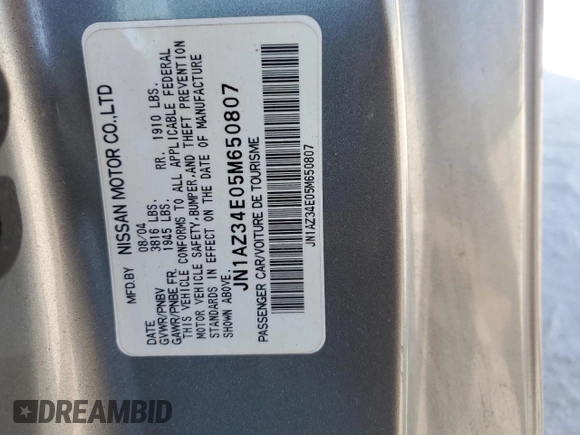 MFD.BY NISSAN MOTOR CO.,LTD
DATE 08/04
GVWR/PNBV 3816 LBS.
GAWR/PNBE FR. 1945 LBS. RR. 1910 LBS.
THIS VEHICLE CONFORMS TO ALL APPLICABLE FEDERAL
MOTOR VEHICLE SAFETY,BUMPER,AND THEFT PREVENTION
STANDARDS IN EFFECT ON THE DATE OF MANUFACTURE
SHOWN ABOVE.
JN1AZ34E05M650807
PASSENGER CAR/VOITURE DE TOURISME
JN1AZ34E05M650807
DREAMBID